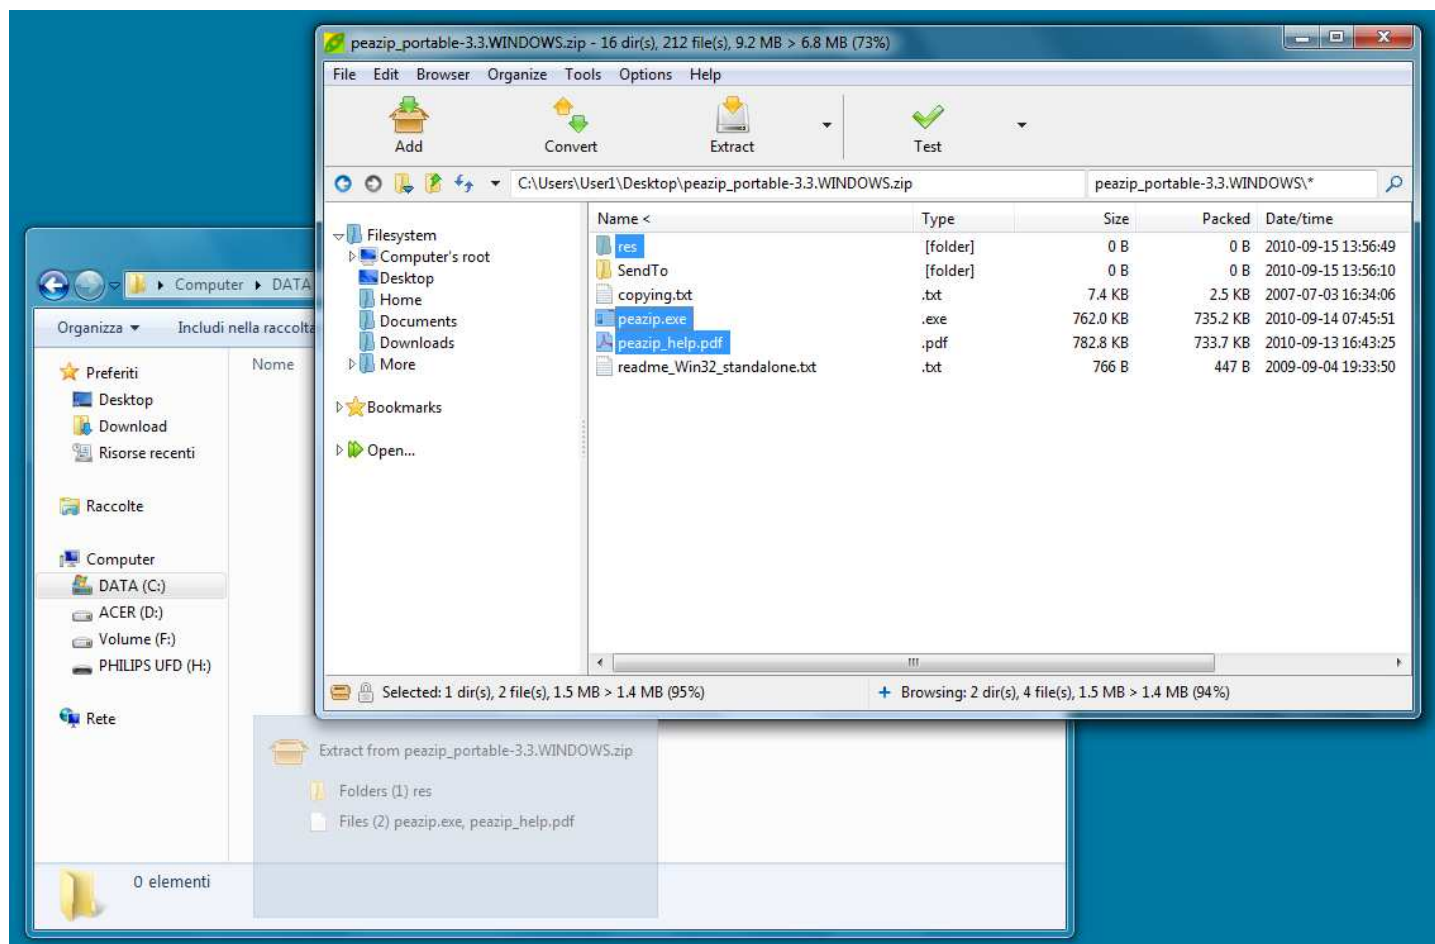 peazip_portable-3.3.WINDOWS.zip - 16 dir(s), 212 file(s), 9.2 MB > 6.8 MB (73%)
File Edit Browser Organize Tools Options Help
Add Convert Extract Test
C:\Users\User1\Desktop\peazip_portable-3.3.WINDOWS.zip peazip_portable-3.3.WINDOWS\*
Filesystem
Computer's root
Desktop
Home
Documents
Downloads
More
Bookmarks
Open...
Name < Type Size Packed Date/time
res [folder] 0 B 0 B 2010-09-15 13:56:49
SendTo [folder] 0 B 0 B 2010-09-15 13:56:10
copying.txt .txt 7.4 KB 2.5 KB 2007-07-03 16:34:06
peazip.exe .exe 762.0 KB 735.2 KB 2010-09-14 07:45:51
peazip_help.pdf .pdf 782.8 KB 733.7 KB 2010-09-13 16:43:25
readme_Win32_standalone.txt .txt 766 B 447 B 2009-09-04 19:33:50
Selected: 1 dir(s), 2 file(s), 1.5 MB > 1.4 MB (95%) Browsing: 2 dir(s), 4 file(s), 1.5 MB > 1.4 MB (94%)
Computer DATA
Organizza Includi nella raccolta
Nome
Preferiti
Desktop
Download
Risorse recenti
Raccolte
Computer
DATA (C:)
ACER (D:)
Volume (F:)
PHILIPS UFD (H:)
Rete
Extract from peazip_portable-3.3.WINDOWS.zip
Folders (1) res
Files (2) peazip.exe, peazip_help.pdf
0 elementi